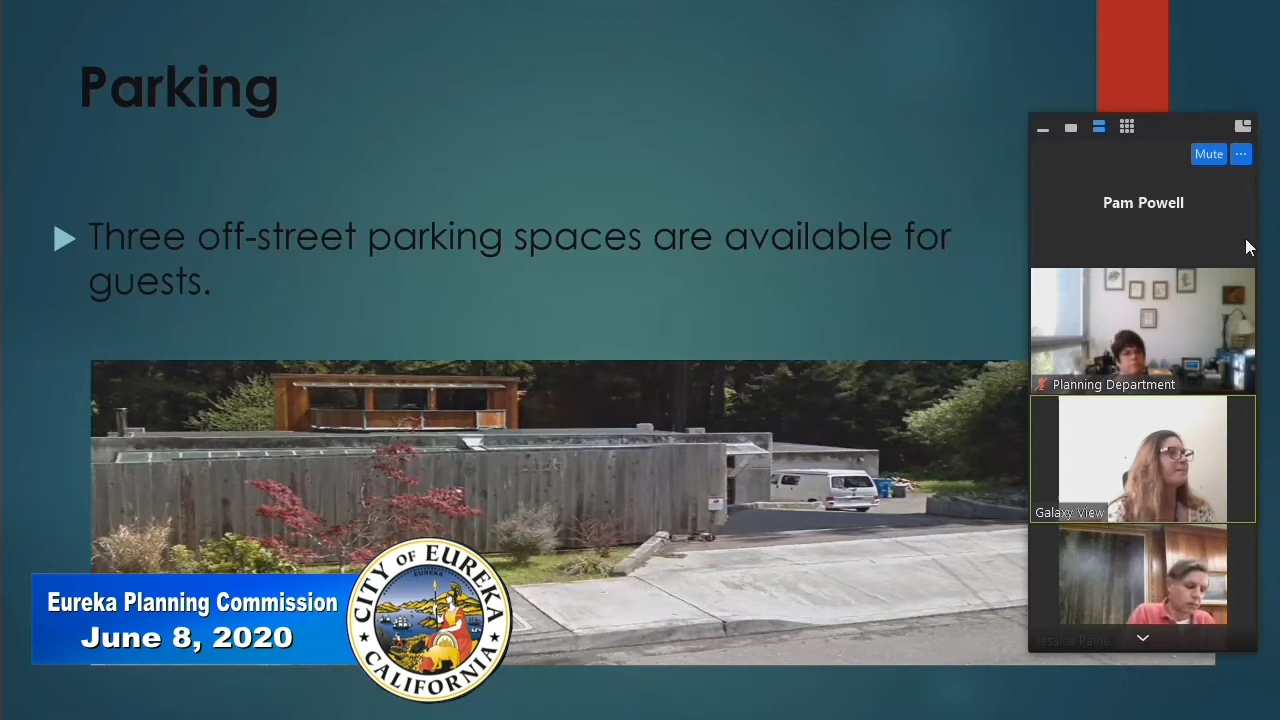 Parking
Three off-street parking spaces are available for
guests.
Mute
Pam Powell
Planning Department
Galaxy View
Eureka Planning Commission
June 8, 2020
CITY OF EUREKA
EUREKA
CALIFORNIA